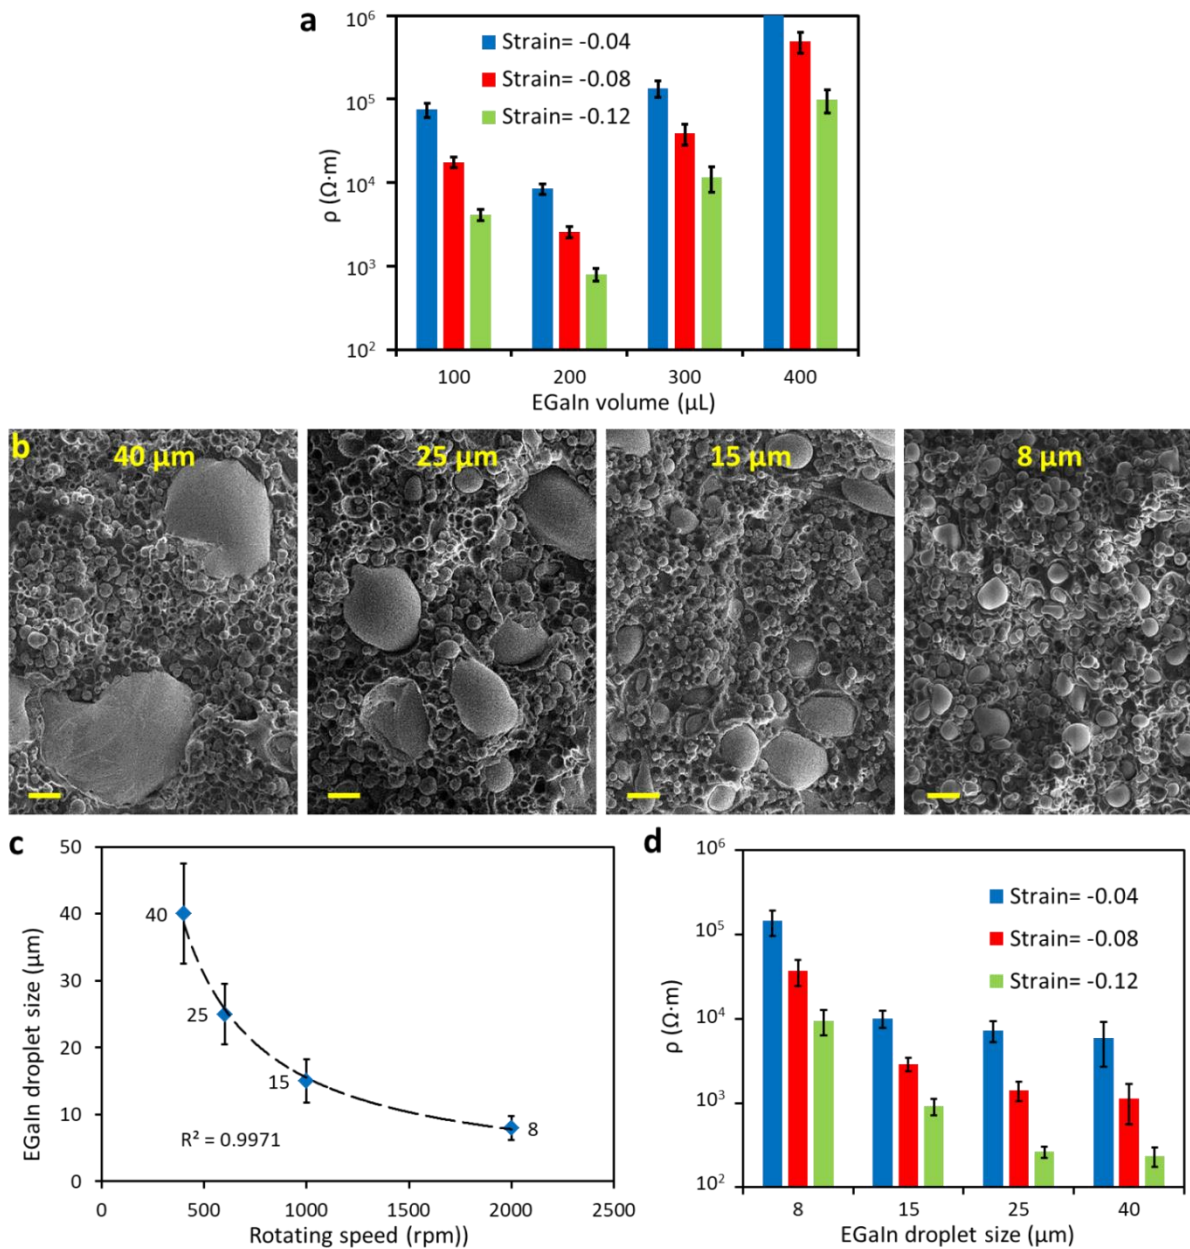 a
10⁶
10⁵
10⁴
10³
10²
ρ (Ω·m)
Strain= -0.04
Strain= -0.08
Strain= -0.12
100 200 300 400
EGaIn volume (µL)
b
40 µm 25 µm 15 µm 8 µm
c
50
40
30
20
10
0
EGaIn droplet size (µm)
40
25
15
8
R² = 0.9971
0 500 1000 1500 2000 2500
Rotating speed (rpm))
d
10⁶
10⁵
10⁴
10³
10²
ρ (Ω·m)
Strain= -0.04
Strain= -0.08
Strain= -0.12
8 15 25 40
EGaIn droplet size (µm)